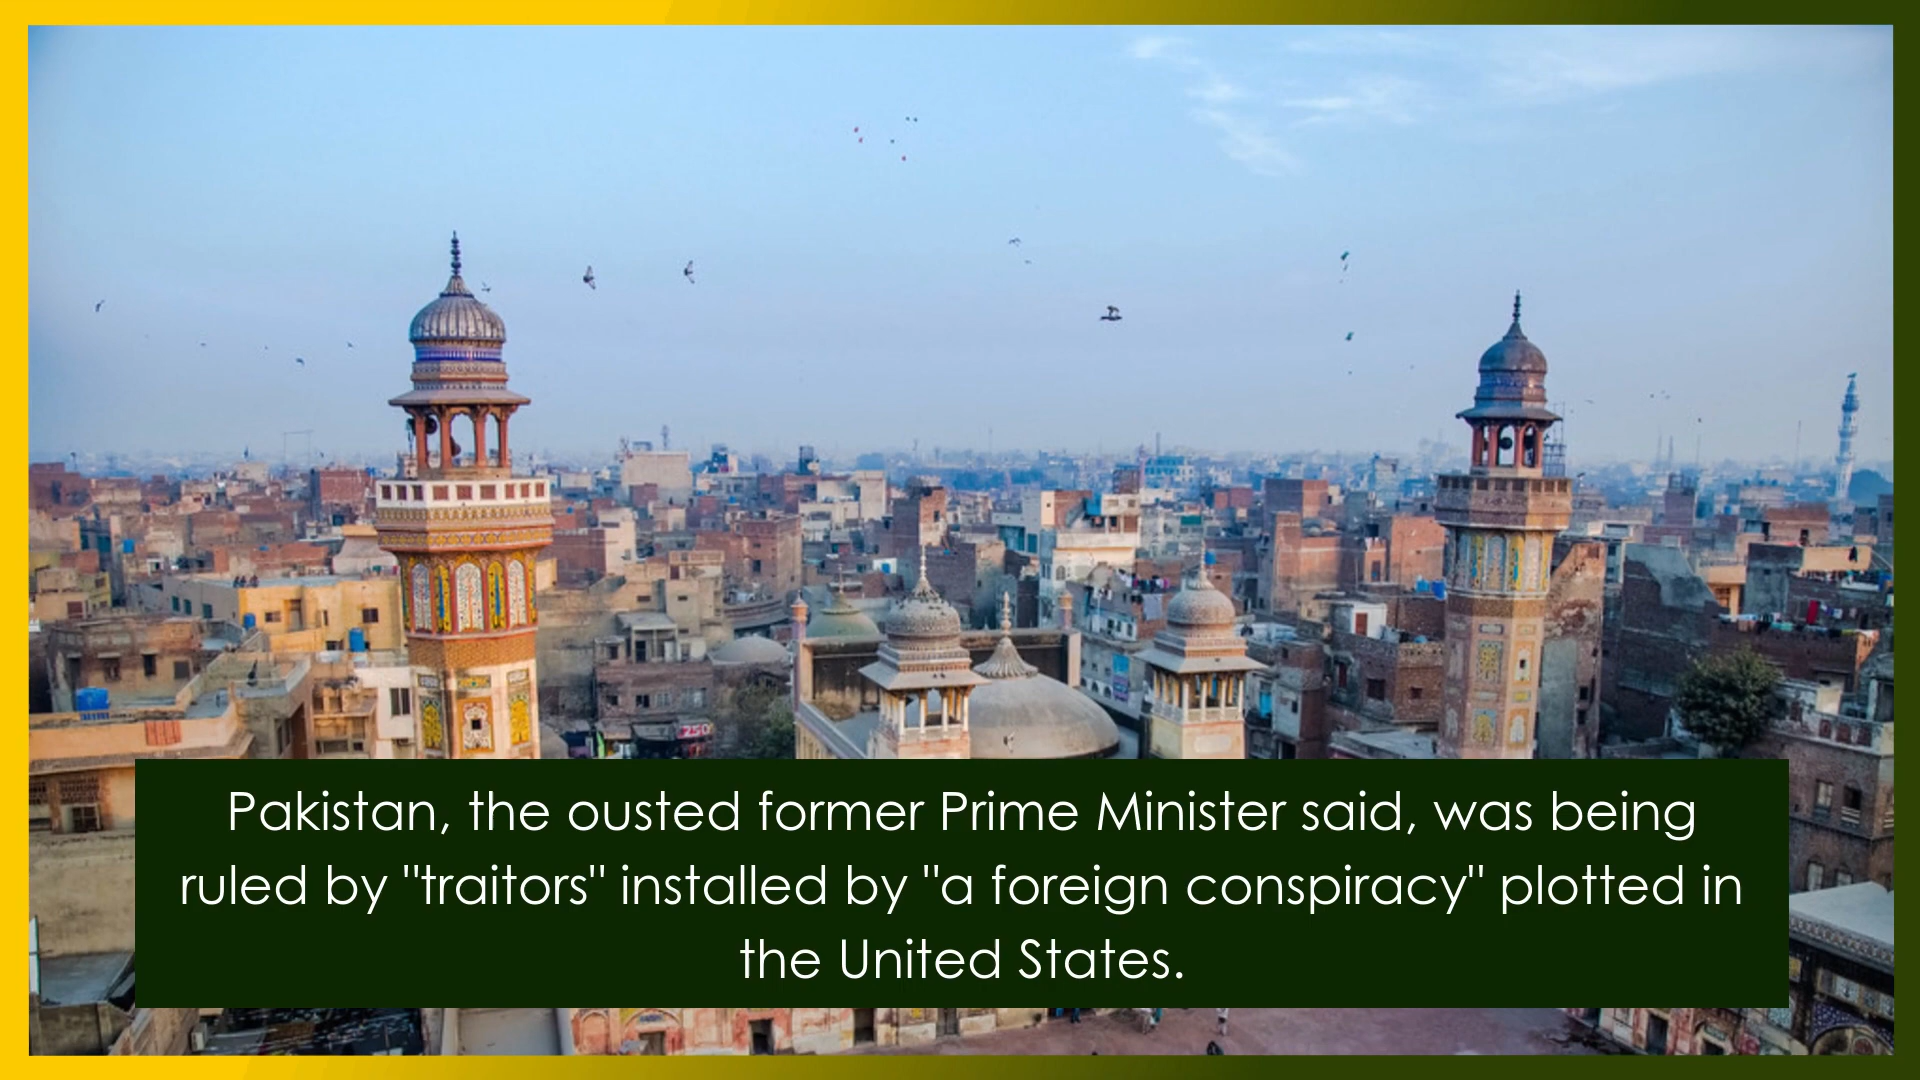 Pakistan, the ousted former Prime Minister said, was being
ruled by "traitors" installed by "a foreign conspiracy" plotted in
the United States.